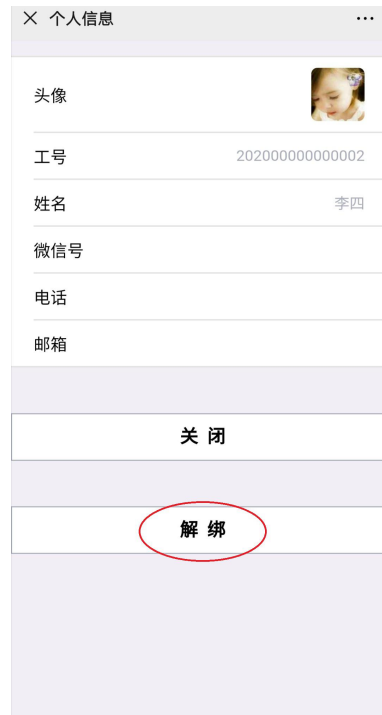 个人信息
头像
工号 202000000000002
姓名 李四
微信号
电话
邮箱
关 闭
解 绑